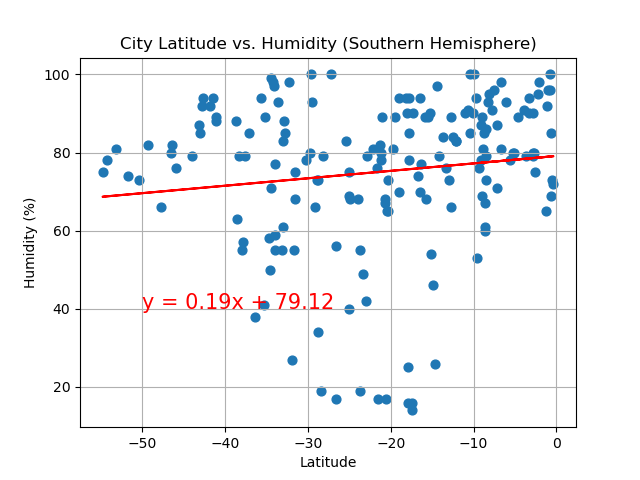 City Latitude vs. Humidity (Southern Hemisphere)
100
80
60
40
20
Humidity (%)
y = 0.19x + 79.12
−50
−40
−30
−20
−10
0
Latitude